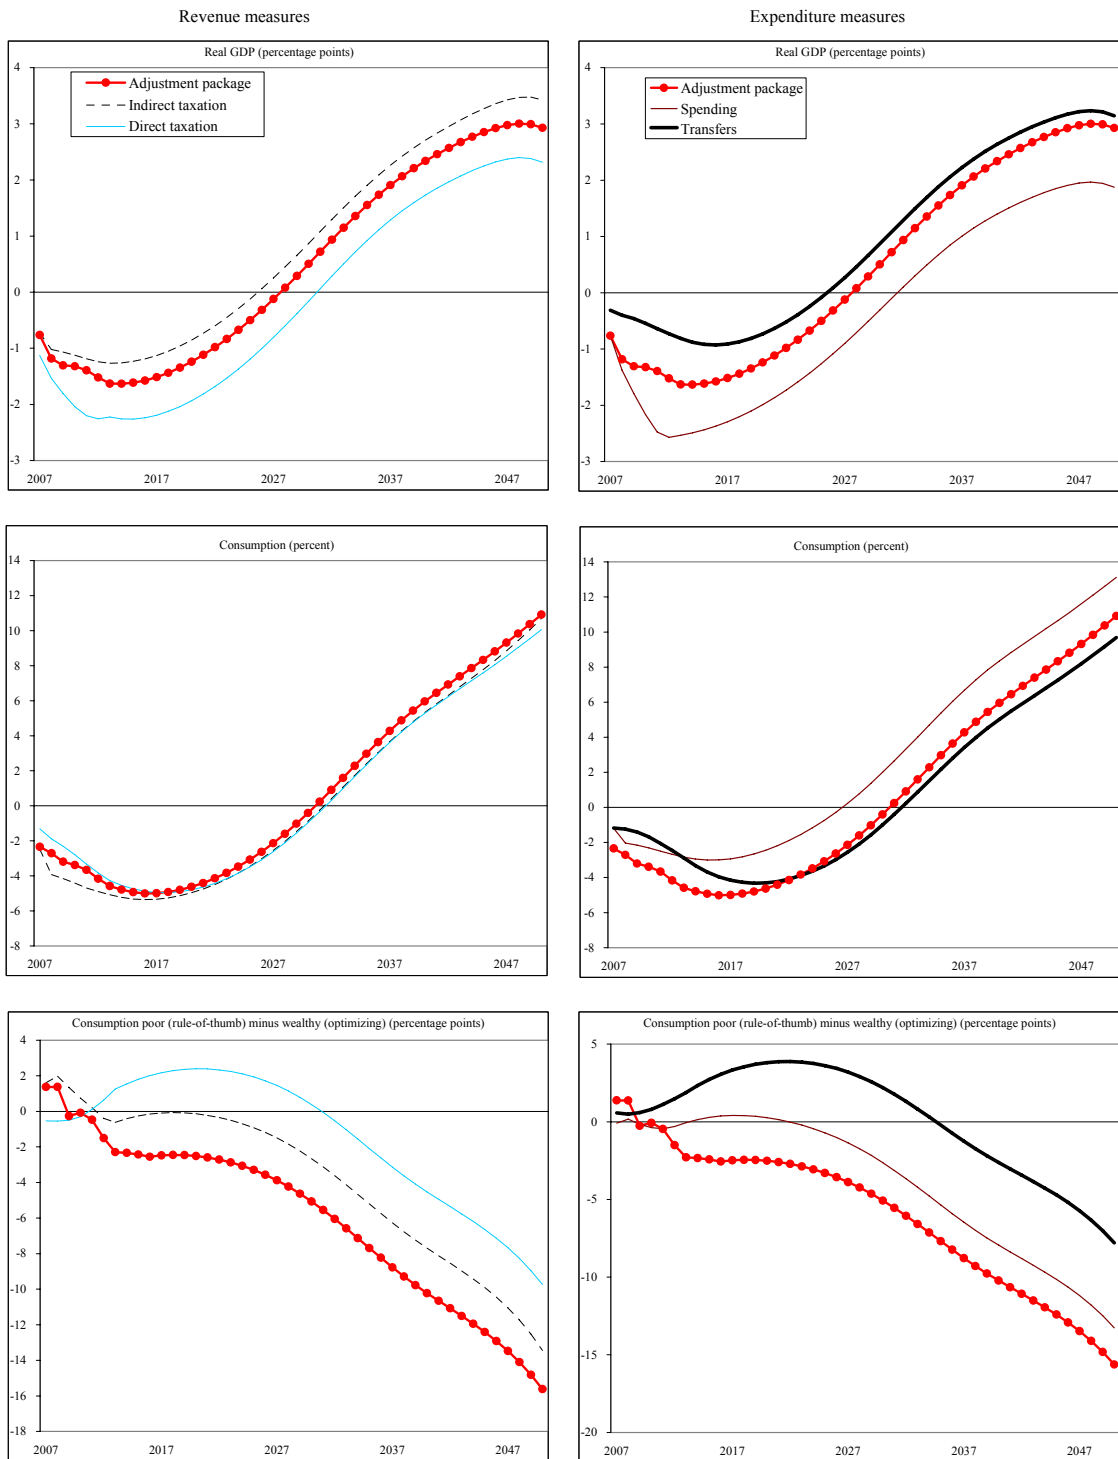 Revenue measures
Expenditure measures
Real GDP (percentage points)
4
3
2
1
0
-1
-2
-3
Adjustment package
Indirect taxation
Direct taxation
2007 2017 2027 2037 2047
Real GDP (percentage points)
4
3
2
1
0
-1
-2
-3
Adjustment package
Spending
Transfers
2007 2017 2027 2037 2047
Consumption (percent)
14
12
10
8
6
4
2
0
-2
-4
-6
-8
2007 2017 2027 2037 2047
Consumption (percent)
14
12
10
8
6
4
2
0
-2
-4
-6
-8
2007 2017 2027 2037 2047
Consumption poor (rule-of-thumb) minus wealthy (optimizing) (percentage points)
4
2
0
-2
-4
-6
-8
-10
-12
-14
-16
-18
2007 2017 2027 2037 2047
Consumption poor (rule-of-thumb) minus wealthy (optimizing) (percentage points)
5
0
-5
-10
-15
-20
2007 2017 2027 2037 2047